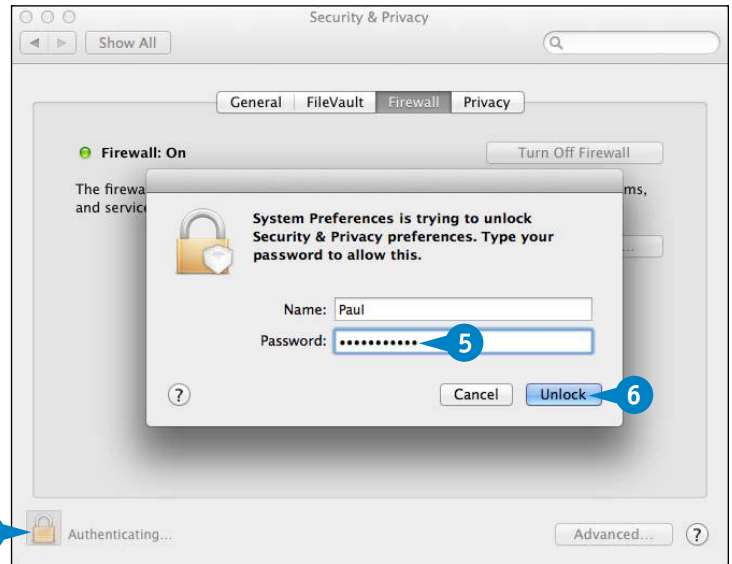 Security & Privacy
Show All
General FileVault Firewall Privacy
Firewall: On
Turn Off Firewall
The firewa ms,
and service ...
System Preferences is trying to unlock
Security & Privacy preferences. Type your
password to allow this.
Name: Paul
Password: ••••••••••• 5
? Cancel Unlock 6
Authenticating... Advanced... ?